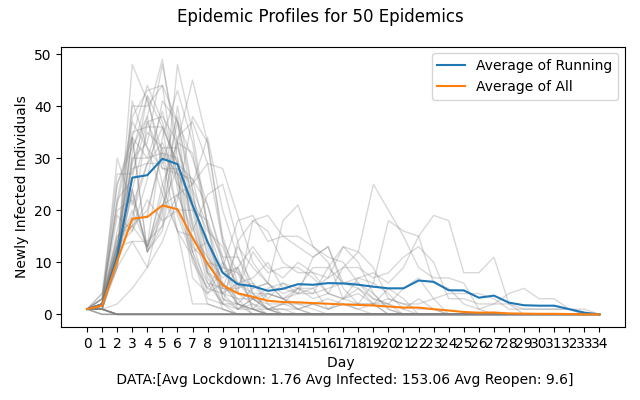 Epidemic Profiles for 50 Epidemics
50
40
30
20
10
0
Newly Infected Individuals
Average of Running
Average of All
0 1 2 3 4 5 6 7 8 9 10 11 12 13 14 15 16 17 18 19 20 21 22 23 24 25 26 27 28 29 30 31 32 33 34
Day
DATA:[Avg Lockdown: 1.76 Avg Infected: 153.06 Avg Reopen: 9.6]